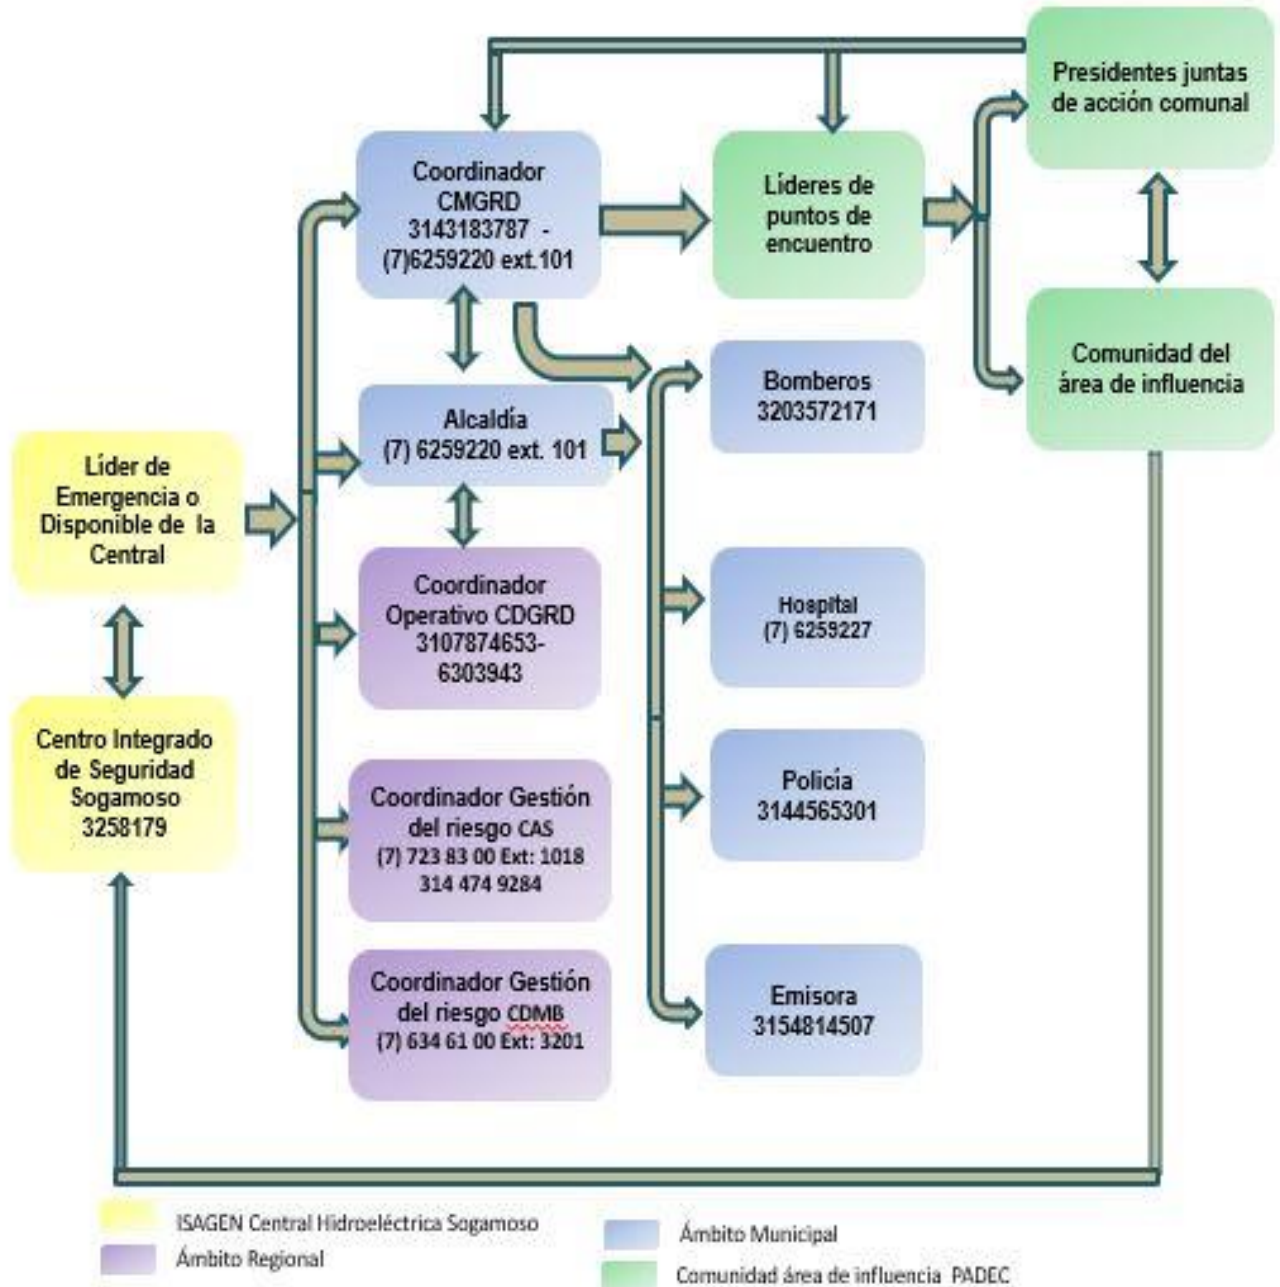 Presidentes juntas
de acción comunal
Coordinador
CMGRD
3143183787 -
(7)6259220 ext.101
Líderes de
puntos de
encuentro
Comunidad del
área de influencia
Bomberos
3203572171
Alcaldía
(7) 6259220 ext. 101
Líder de
Emergencia o
Disponible de la
Central
Coordinador
Operativo CDGRD
3107874653-
6303943
Hospital
(7) 6259227
Centro Integrado
de Seguridad
Sogamoso
3258179
Coordinador Gestión
del riesgo CAS
(7) 723 83 00 Ext: 1018
314 474 9284
Policía
3144565301
Coordinador Gestión
del riesgo CDMB
(7) 634 61 00 Ext: 3201
Emisora
3154814507
ISAGEN Central Hidroeléctrica Sogamoso
Ámbito Regional
Ámbito Municipal
Comunidad área de influencia PADEC